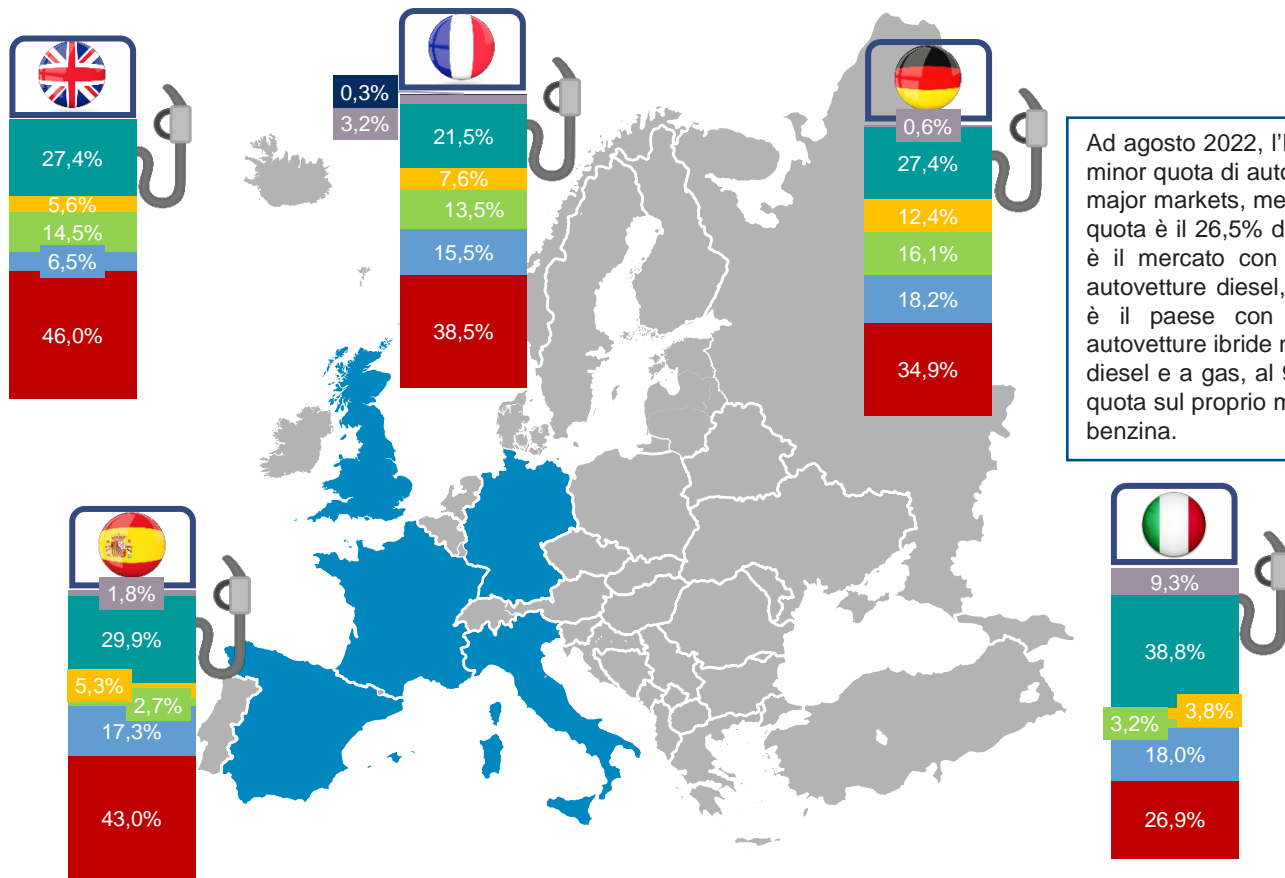 27,4%
5,6%
14,5%
6,5%
46,0%
0,3%
3,2%
21,5%
7,6%
13,5%
15,5%
38,5%
0,6%
27,4%
12,4%
16,1%
18,2%
34,9%
Ad agosto 2022,
minor quota di
major markets,
quota è il 26,5%
è il mercato con
autovetture diesel,
è il paese con
autovetture ibride
diesel e a gas, al
quota sul proprio
benzina.
1,8%
29,9%
5,3%
2,7%
17,3%
43,0%
9,3%
38,8%
3,8%
3,2%
18,0%
26,9%